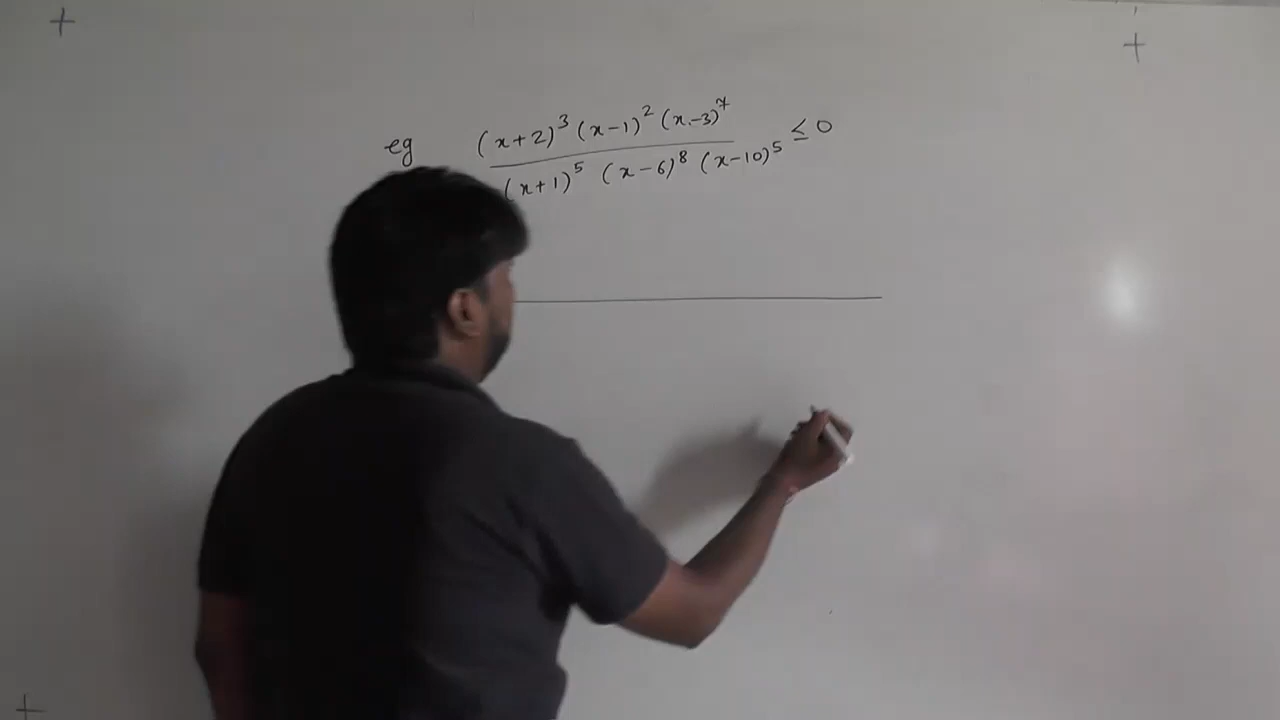 eg (x+2)³ (x-1)² (x-3)⁷ ≤ 0
(x+1)⁵ (x-6)⁸ (x-10)⁵